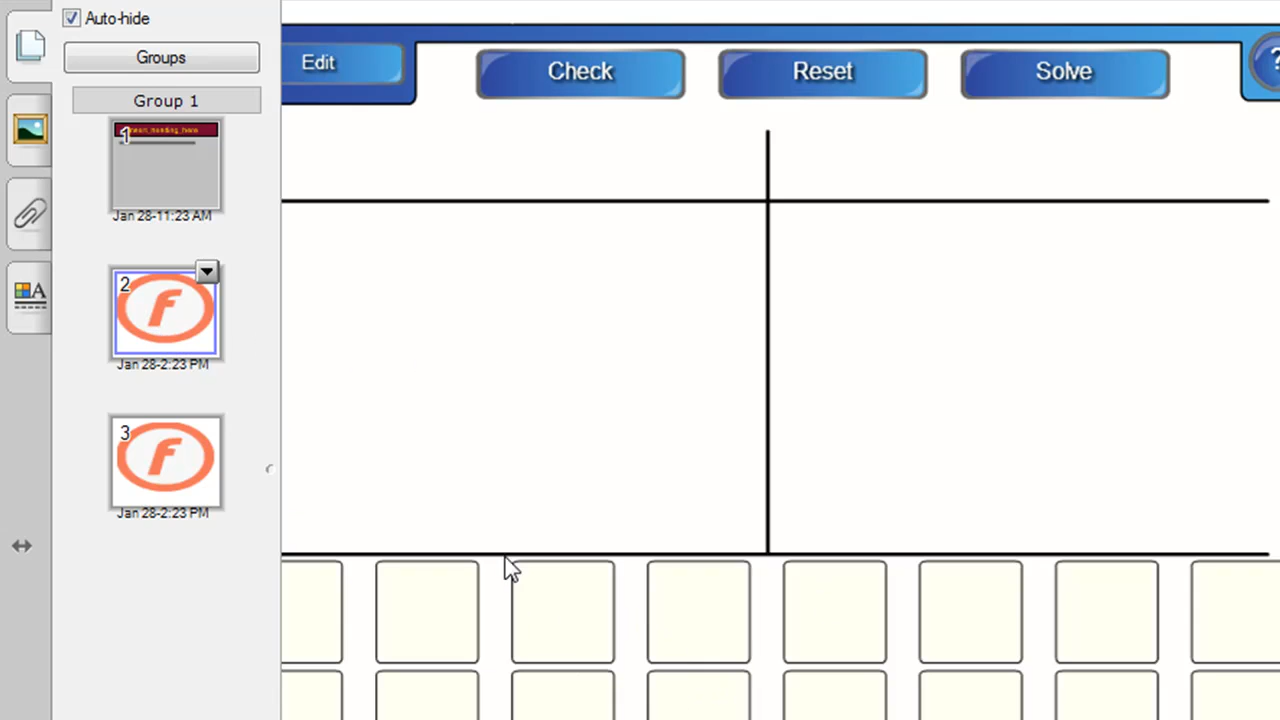 Auto-hide
Groups
Edit
Check
Reset
Solve
?
Group 1
1
Jan 28-11:23 AM
2
f
Jan 28-2:23 PM
3
f
Jan 28-2:23 PM
A